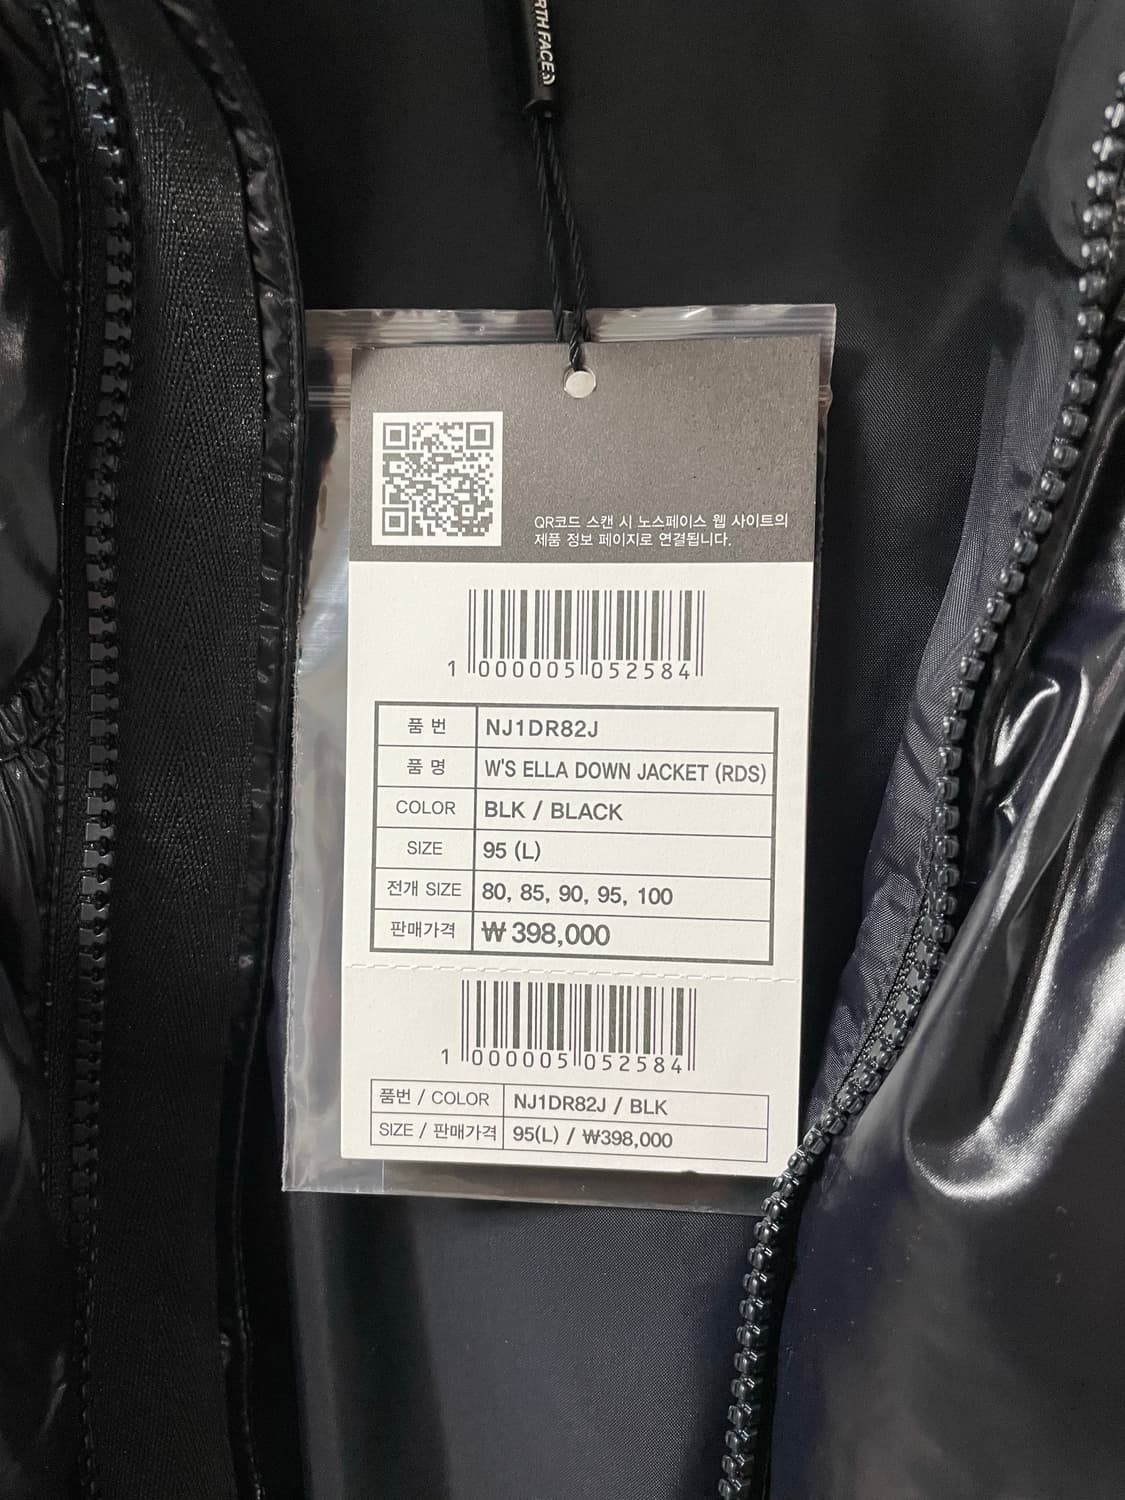 RTH FACE
QR코드 스캔 시 노스페이스 웹 사이트의
제품 정보 페이지로 연결됩니다.
1 000005 052584
품 번 NJ1DR82J
품 명 W'S ELLA DOWN JACKET (RDS)
COLOR BLK / BLACK
SIZE 95 (L)
전개 SIZE 80, 85, 90, 95, 100
판매가격 ₩ 398,000
1 000005 052584
품번 / COLOR NJ1DR82J / BLK
SIZE / 판매가격 95(L) / ₩398,000